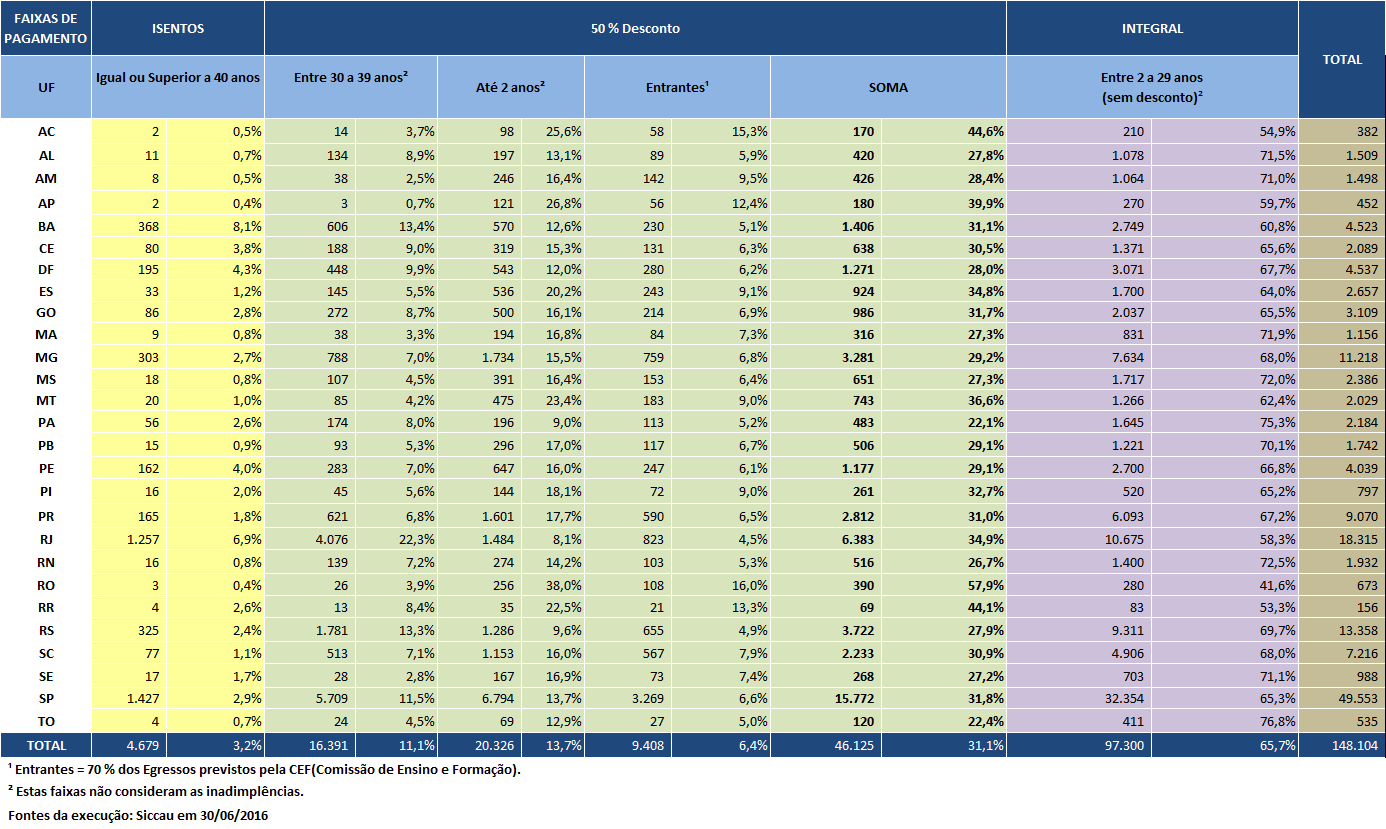 FAIXAS DE PAGAMENTO ISENTOS 50 % Desconto INTEGRAL TOTAL
UF Igual ou Superior a 40 anos Entre 30 a 39 anos² Até 2 anos² Entrantes¹ SOMA Entre 2 a 29 anos (sem desconto)²
AC 2 0,5% 14 3,7% 98 25,6% 58 15,3% 170 44,6% 210 54,9% 382
AL 11 0,7% 134 8,9% 197 13,1% 89 5,9% 420 27,8% 1.078 71,5% 1.509
AM 8 0,5% 38 2,5% 246 16,4% 142 9,5% 426 28,4% 1.064 71,0% 1.498
AP 2 0,4% 3 0,7% 121 26,8% 56 12,4% 180 39,9% 270 59,7% 452
BA 368 8,1% 606 13,4% 570 12,6% 230 5,1% 1.406 31,1% 2.749 60,8% 4.523
CE 80 3,8% 188 9,0% 319 15,3% 131 6,3% 638 30,5% 1.371 65,6% 2.089
DF 195 4,3% 448 9,9% 543 12,0% 280 6,2% 1.271 28,0% 3.071 67,7% 4.537
ES 33 1,2% 145 5,5% 536 20,2% 243 9,1% 924 34,8% 1.700 64,0% 2.657
GO 86 2,8% 272 8,7% 500 16,1% 214 6,9% 986 31,7% 2.037 65,5% 3.109
MA 9 0,8% 38 3,3% 194 16,8% 84 7,3% 316 27,3% 831 71,9% 1.156
MG 303 2,7% 788 7,0% 1.734 15,5% 759 6,8% 3.281 29,2% 7.634 68,0% 11.218
MS 18 0,8% 107 4,5% 391 16,4% 153 6,4% 651 27,3% 1.717 72,0% 2.386
MT 20 1,0% 85 4,2% 475 23,4% 183 9,0% 743 36,6% 1.266 62,4% 2.029
PA 56 2,6% 174 8,0% 196 9,0% 113 5,2% 483 22,1% 1.645 75,3% 2.184
PB 15 0,9% 93 5,3% 296 17,0% 117 6,7% 506 29,1% 1.221 70,1% 1.742
PE 162 4,0% 283 7,0% 647 16,0% 247 6,1% 1.177 29,1% 2.700 66,8% 4.039
PI 16 2,0% 45 5,6% 144 18,1% 72 9,0% 261 32,7% 520 65,2% 797
PR 165 1,8% 621 6,8% 1.601 17,7% 590 6,5% 2.812 31,0% 6.093 67,2% 9.070
RJ 1.257 6,9% 4.076 22,3% 1.484 8,1% 823 4,5% 6.383 34,9% 10.675 58,3% 18.315
RN 16 0,8% 139 7,2% 274 14,2% 103 5,3% 516 26,7% 1.400 72,5% 1.932
RO 3 0,4% 26 3,9% 256 38,0% 108 16,0% 390 57,9% 280 41,6% 673
RR 4 2,6% 13 8,4% 35 22,5% 21 13,3% 69 44,1% 83 53,3% 156
RS 325 2,4% 1.781 13,3% 1.286 9,6% 655 4,9% 3.722 27,9% 9.311 69,7% 13.358
SC 77 1,1% 513 7,1% 1.153 16,0% 567 7,9% 2.233 30,9% 4.906 68,0% 7.216
SE 17 1,7% 28 2,8% 167 16,9% 73 7,4% 268 27,2% 703 71,1% 988
SP 1.427 2,9% 5.709 11,5% 6.794 13,7% 3.269 6,6% 15.772 31,8% 32.354 65,3% 49.553
TO 4 0,7% 24 4,5% 69 12,9% 27 5,0% 120 22,4% 411 76,8% 535
TOTAL 4.679 3,2% 16.391 11,1% 20.326 13,7% 9.408 6,4% 46.125 31,1% 97.300 65,7% 148.104
¹ Entrantes = 70 % dos Egressos previstos pela CEF(Comissão de Ensino e Formação).
² Estas faixas não consideram as inadimplências.
Fontes da execução: Siccau em 30/06/2016